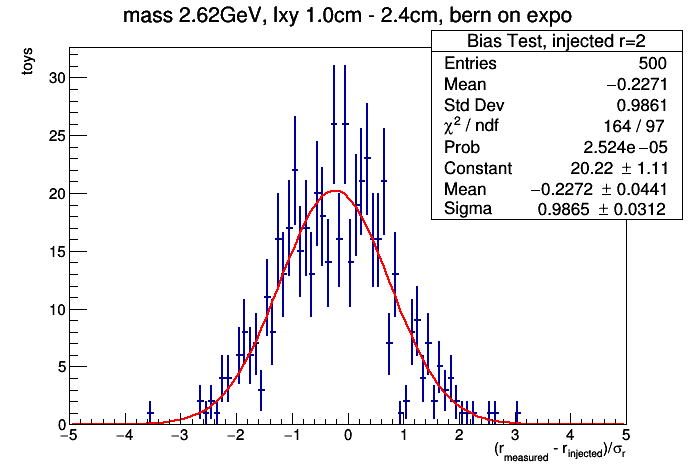 mass 2.62GeV, lxy 1.0cm - 2.4cm, bern on expo
toys
Bias Test, injected r=2
Entries 500
Mean −0.2271
Std Dev 0.9861
χ² / ndf 164 / 97
Prob 2.524e−05
Constant 20.22 ± 1.11
Mean −0.2272 ± 0.0441
Sigma 0.9865 ± 0.0312
30
25
20
15
10
5
0
−5 −4 −3 −2 −1 0 1 2 3 4 5
(r_measured - r_injected)/σ_r